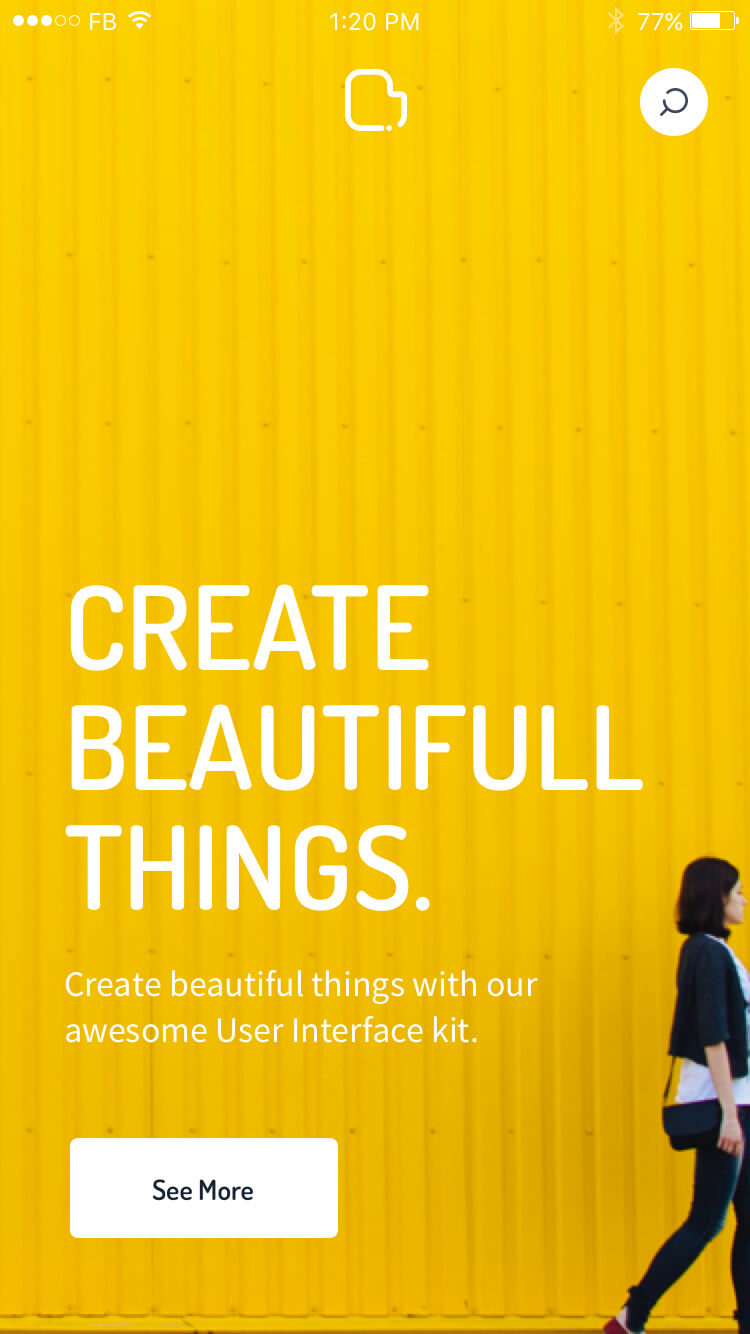 FB 1:20 PM 77%
CREATE
BEAUTIFULL
THINGS.
Create beautiful things with our
awesome User Interface kit.
See More